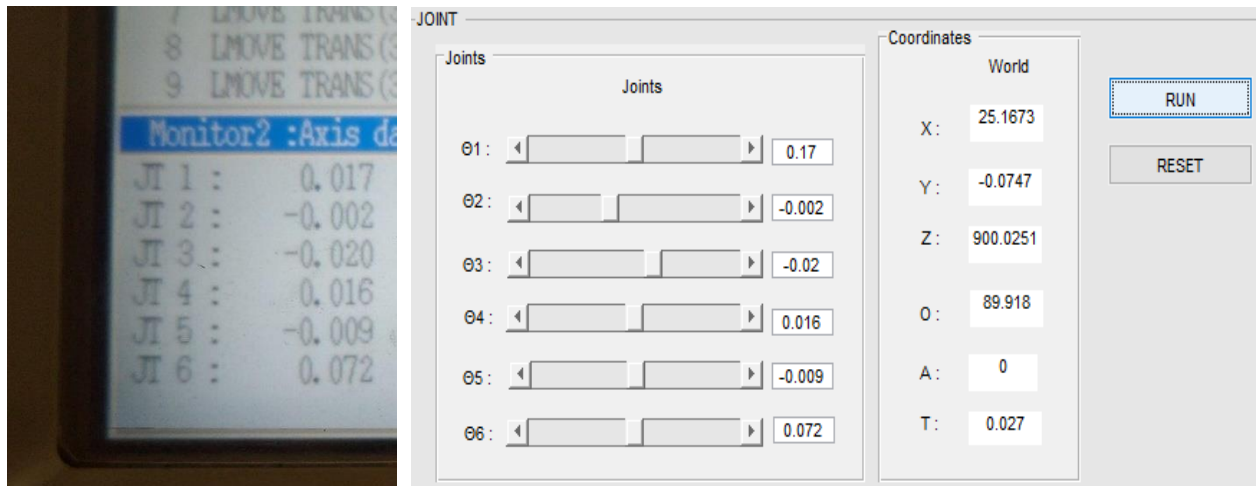 7 LMOVE TRANS(
8 LMOVE TRANS(3
9 LMOVE TRANS(3
Monitor2 :Axis da
JT 1 : 0.017
JT 2 : -0.002
JT 3 : -0.020
JT 4 : 0.016
JT 5 : -0.009
JT 6 : 0.072
JOINT
Joints
Joints
Θ1 : 0.17
Θ2 : -0.002
Θ3 : -0.02
Θ4 : 0.016
Θ5 : -0.009
Θ6 : 0.072
Coordinates
World
X : 25.1673
Y : -0.0747
Z : 900.0251
O : 89.918
A : 0
T : 0.027
RUN
RESET